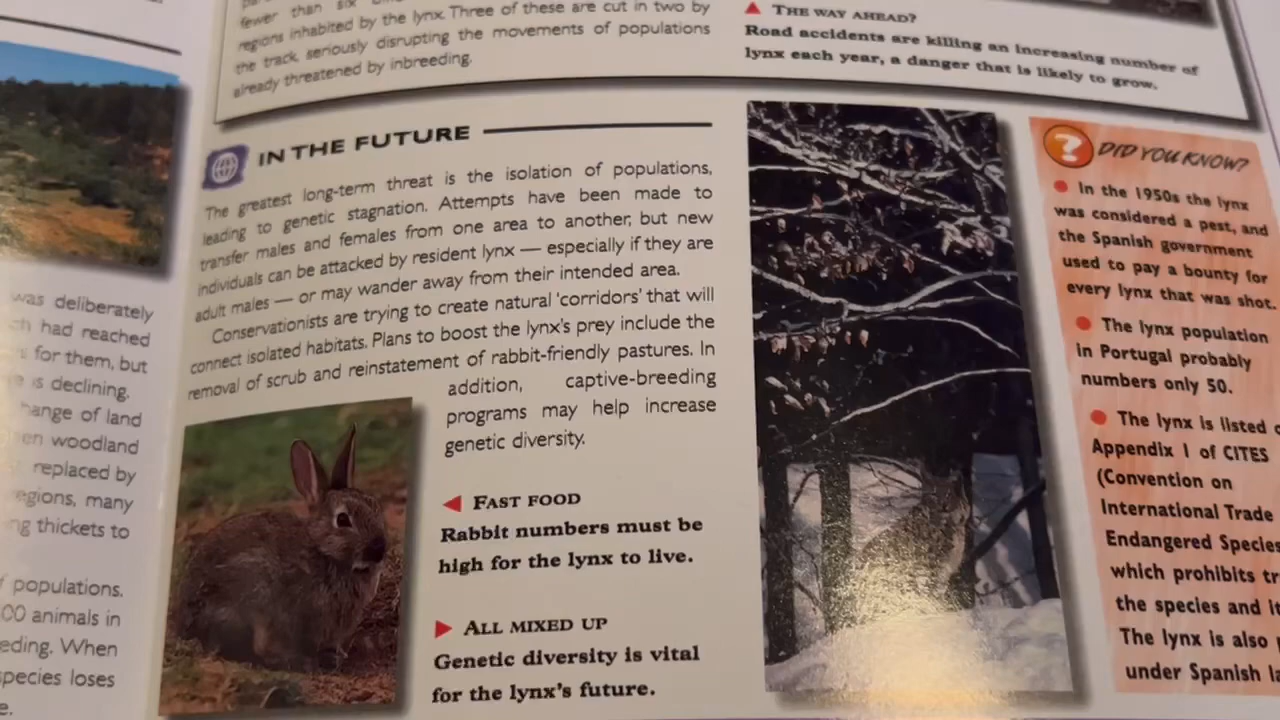 fewer than six
regions inhabited by the lynx. Three of these are cut in two by
the track, seriously disrupting the movements of populations
already threatened by inbreeding.
THE WAY AHEAD?
Road accidents are killing an increasing number of
lynx each year, a danger that is likely to grow.
was deliberately
had reached
for them, but
is declining,
of land
woodland
replaced by
regions, many
thickets to
populations.
00 animals in
When
species loses
IN THE FUTURE
The greatest long-term threat is the isolation of populations,
leading to genetic stagnation. Attempts have been made to
transfer males and females from one area to another, but new
individuals can be attacked by resident lynx — especially if they are
adult males — or may wander away from their intended area.
Conservationists are trying to create natural 'corridors' that will
connect isolated habitats. Plans to boost the lynx's prey include the
removal of scrub and reinstatement of rabbit-friendly pastures. In
addition, captive-breeding
programs may help increase
genetic diversity.
FAST FOOD
Rabbit numbers must be
high for the lynx to live.
ALL MIXED UP
Genetic diversity is vital
for the lynx's future.
? DID YOU KNOW?
• In the 1950s the lynx
was considered a pest, and
the Spanish government
used to pay a bounty for
every lynx that was shot.
• The lynx population
in Portugal probably
numbers only 50.
• The lynx is listed
Appendix 1 of CITES
(Convention on
International Trade
Endangered Species
which prohibits
the species and
The lynx is also
under Spanish